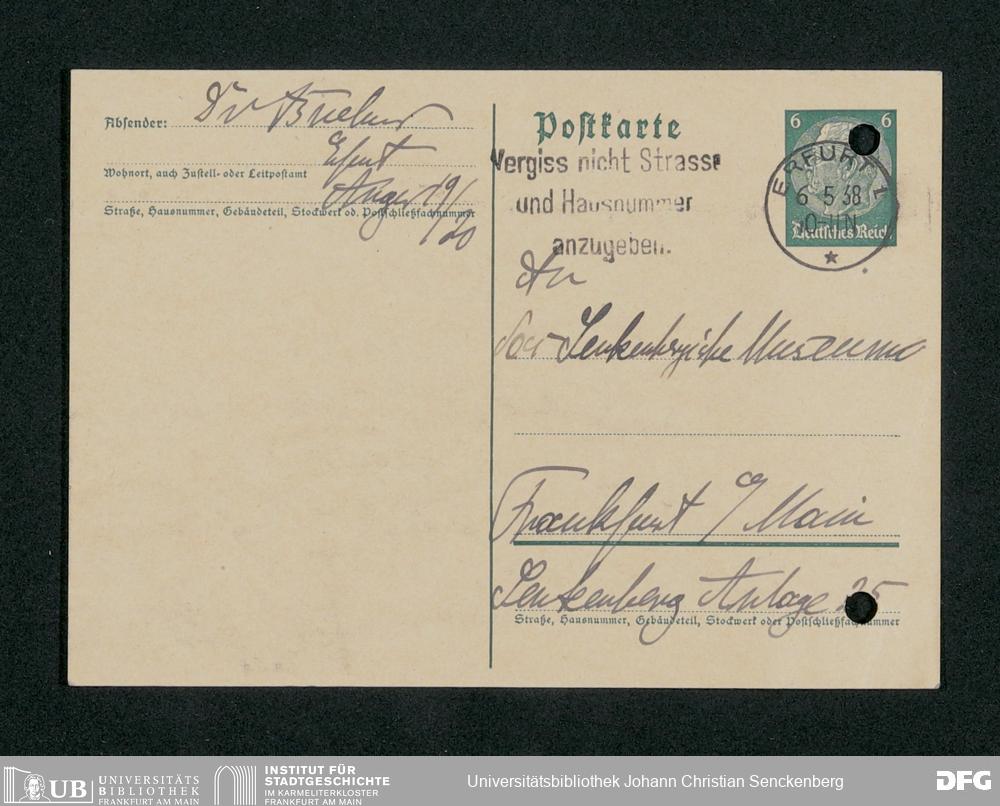 Absender:
Dr
Erfurt
Wohnort, auch Zustell- oder Leitpostamt
Anger 19/20
Straße, Hausnummer, Gebäudeteil, Stockwerk od. Postschließfachnummer
Postkarte
Vergiss nicht Strasse
und Hausnummer
anzugeben.
6 6
ERFURT 1
6 5 38
Deutsches Reich
An
das Senkenbergische Museum
Frankfurt a/ Main
Senkenberg Anlage 25
Straße, Hausnummer, Gebäudeteil, Stockwerk oder Postschließfachnummer
UB UNIVERSITÄTS
BIBLIOTHEK
FRANKFURT AM MAIN
INSTITUT FÜR
STADTGESCHICHTE
IM KARMELITERKLOSTER
FRANKFURT AM MAIN
Universitätsbibliothek Johann Christian Senckenberg
DFG